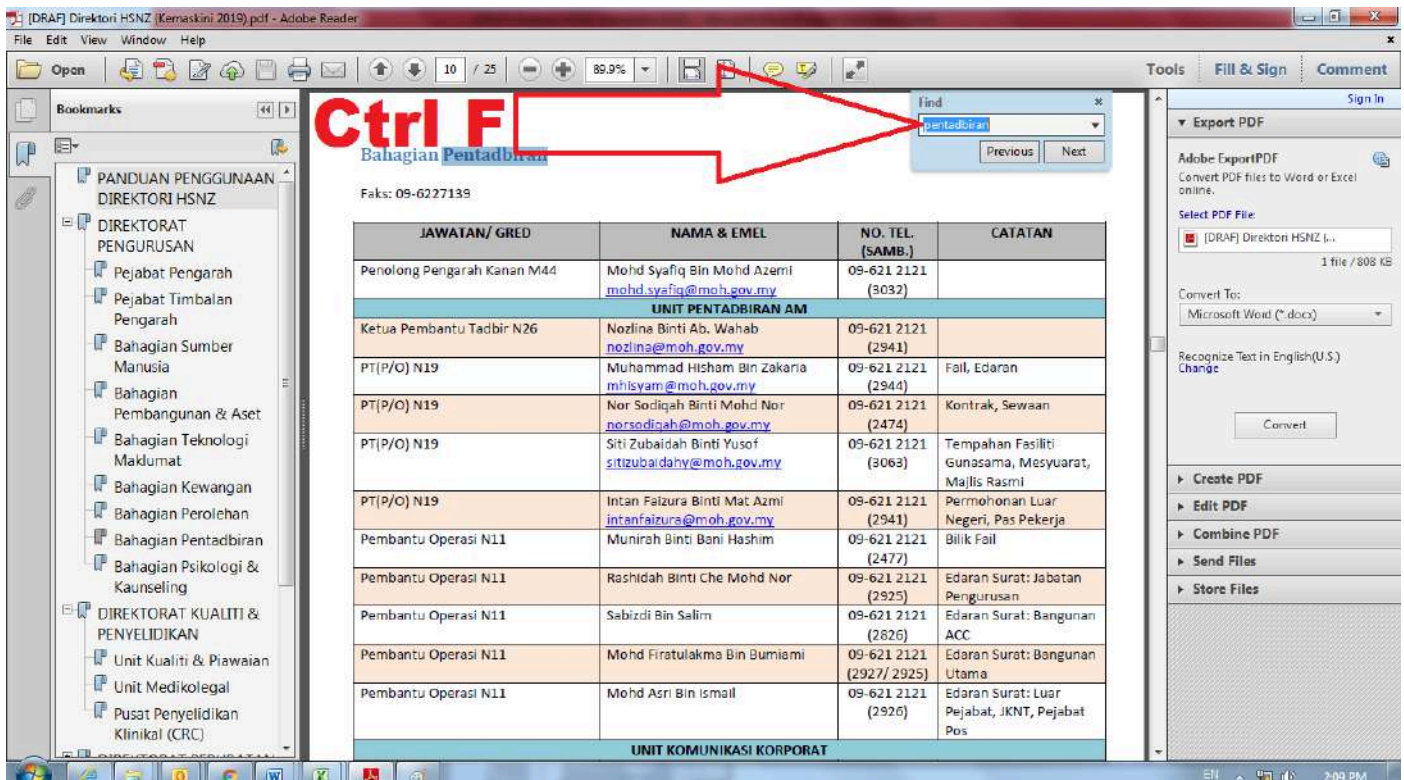 [DRAF] Direktori HSNZ (Kemaskini 2019).pdf - Adobe Reader
File Edit View Window Help
Open 10 / 25 89.9% Tools Fill & Sign Comment
Sign In
Bookmarks
PANDUAN PENGGUNAAN
DIREKTORI HSNZ
DIREKTORAT
PENGURUSAN
Pejabat Pengarah
Pejabat Timbalan
Pengarah
Bahagian Sumber
Manusia
Bahagian
Pembangunan & Aset
Bahagian Teknologi
Maklumat
Bahagian Kewangan
Bahagian Perolehan
Bahagian Pentadbiran
Bahagian Psikologi &
Kaunseling
DIREKTORAT KUALITI &
PENYELIDIKAN
Unit Kualiti & Piawaian
Unit Medikolegal
Pusat Penyelidikan
Klinikal (CRC)
Ctrl F
Find
pentadbiran
Previous Next
Bahagian Pentadbiran
Faks: 09-6227139
JAWATAN/ GRED NAMA & EMEL NO. TEL. CATATAN
(SAMB.)
Penolong Pengarah Kanan M44 Mohd Syafiq Bin Mohd Azemi 09-621 2121
mohd.syafiq@moh.gov.my (3032)
UNIT PENTADBIRAN AM
Ketua Pembantu Tadbir N26 Nozlina Binti Ab. Wahab 09-621 2121
nozlina@moh.gov.my (2941)
PT(P/O) N19 Muhammad Hisham Bin Zakaria 09-621 2121 Fail, Edaran
mhisyam@moh.gov.my (2944)
PT(P/O) N19 Nor Sodiqah Binti Mohd Nor 09-621 2121 Kontrak, Sewaan
norsodiqah@moh.gov.my (2474)
PT(P/O) N19 Siti Zubaidah Binti Yusof 09-621 2121 Tempahan Fasiliti
sitizubaidahy@moh.gov.my (3063) Gunasama, Mesyuarat,
Majlis Rasmi
PT(P/O) N19 Intan Faizura Binti Mat Azmi 09-621 2121 Permohonan Luar
intanfaizura@moh.gov.my (2941) Negeri, Pas Pekerja
Pembantu Operasi N11 Munirah Binti Bani Hashim 09-621 2121 Bilik Fail
(2477)
Pembantu Operasi N11 Rashidah Binti Che Mohd Nor 09-621 2121 Edaran Surat: Jabatan
(2925) Pengurusan
Pembantu Operasi N11 Sabizdi Bin Salim 09-621 2121 Edaran Surat: Bangunan
(2826) ACC
Pembantu Operasi N11 Mohd Firatulakma Bin Bumiami 09-621 2121 Edaran Surat: Bangunan
(2927/ 2925) Utama
Pembantu Operasi N11 Mohd Asri Bin Ismail 09-621 2121 Edaran Surat: Luar
(2926) Pejabat, JKNT, Pejabat
Pos
UNIT KOMUNIKASI KORPORAT
Export PDF
Adobe ExportPDF
Convert PDF files to Word or Excel
online.
Select PDF File:
[DRAF] Direktori HSNZ (...
1 file / 808 KB
Convert To:
Microsoft Word (*.docx)
Recognize Text in English(U.S.)
Change
Convert
Create PDF
Edit PDF
Combine PDF
Send Files
Store Files
EN 2:09 PM